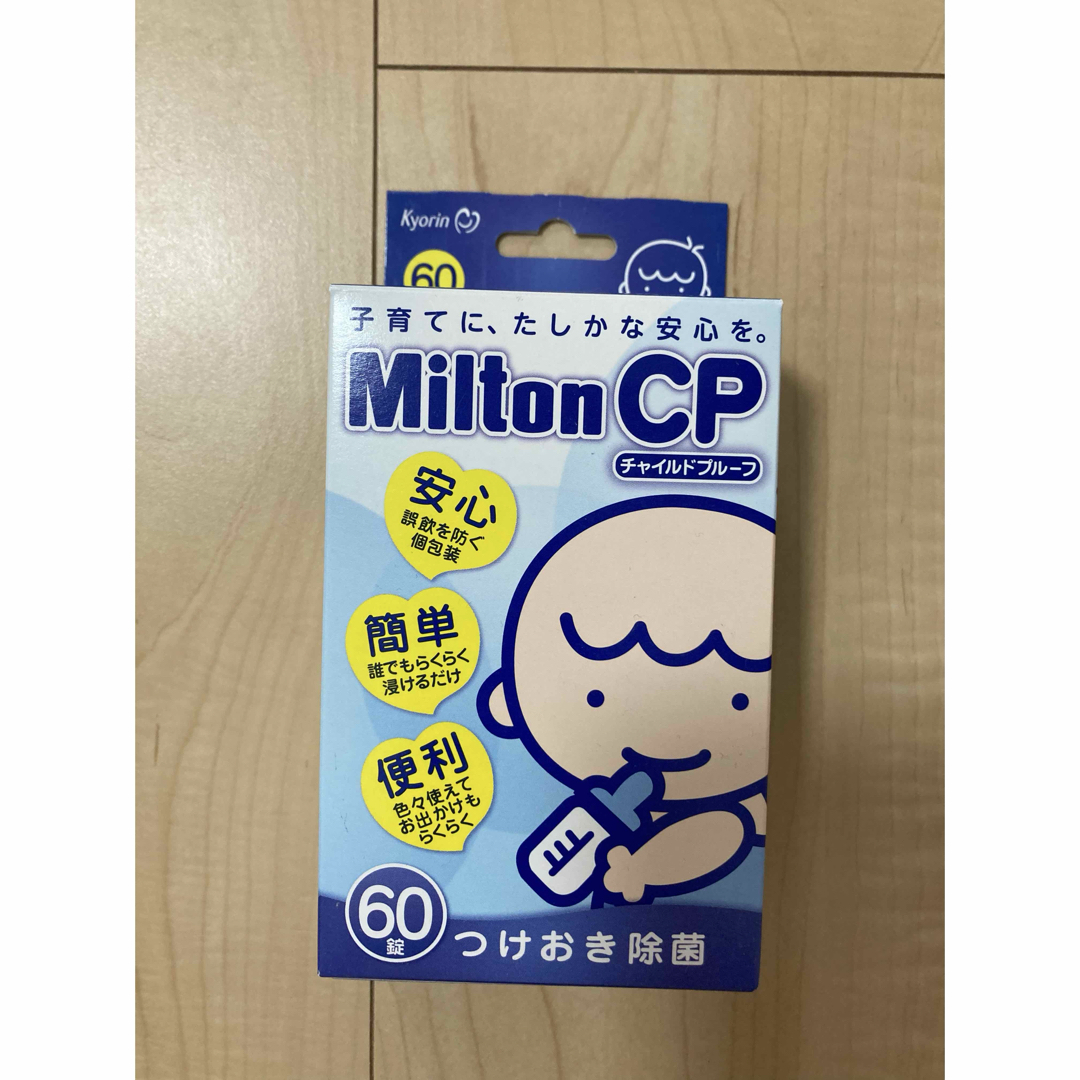 Kyorin
60
子育てに、たしかな安心を。
Milton CP
チャイルドプルーフ
安心
誤飲を防ぐ
個包装
簡単
誰でもらくらく
浸けるだけ
便利
色々使えて
お出かけも
らくらく
60
錠
つけおき除菌